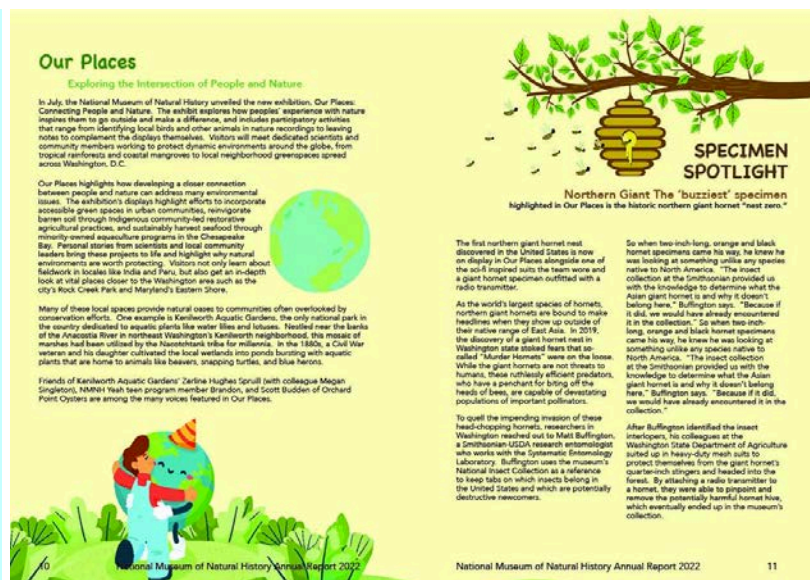 Our Places
Exploring the Intersection of People and Nature
In July, the National Museum of Natural History unveiled the new exhibition, Our Places:
Connecting People and Nature. The exhibit explores how peoples' experience with nature
inspires them to go outside and make a difference, and includes participatory activities
that range from identifying local birds and other animals in nature recordings to leaving
notes to complement the displays themselves. Visitors will meet dedicated scientists and
community members working to protect dynamic environments around the globe, from
tropical rainforests and coastal mangroves to local neighborhood greenspaces spread
across Washington, D.C.
Our Places highlights how developing a closer connection
between people and nature can address many environmental
issues. The exhibition's displays highlight efforts to incorporate
accessible green spaces in urban communities, reinvigorate
barren soil through Indigenous community-led restorative
agricultural practices, and sustainably harvest seafood through
minority-owned aquaculture programs in the Chesapeake
Bay. Personal stories from scientists and local community
leaders bring these projects to life and highlight why natural
environments are worth protecting. Visitors not only learn about
fieldwork in locales like India and Peru, but also get an in-depth
look at vital places closer to the Washington area such as the
city's Rock Creek Park and Maryland's Eastern Shore.
Many of these local spaces provide natural oases to communities often overlooked by
conservation efforts. One example is Kenilworth Aquatic Gardens, the only national park in
the country dedicated to aquatic plants like water lilies and lotuses. Nestled near the banks
of the Anacostia River in northeast Washington's Kenilworth neighborhood, this mosaic of
marshes had been utilized by the Nacotchtank tribe for millennia. In the 1880s, a Civil War
veteran and his daughter cultivated the local wetlands into ponds bursting with aquatic
plants that are home to animals like beavers, snapping turtles, and blue herons.
Friends of Kenilworth Aquatic Gardens' Zerline Hughes Spruill (with colleague Megan
Singleton), NMNH Yeah teen program member Brandon, and Scott Budden of Orchard
Point Oysters are among the many voices featured in Our Places.
10
National Museum of Natural History Annual Report 2022
SPECIMEN
SPOTLIGHT
Northern Giant The 'buzziest' specimen
highlighted in Our Places is the historic northern giant hornet "nest zero."
The first northern giant hornet nest
discovered in the United States is now
on display in Our Places alongside one of
the sci-fi inspired suits the team wore and
a giant hornet specimen outfitted with a
radio transmitter.
As the world's largest species of hornets,
northern giant hornets are bound to make
headlines when they show up outside of
their native range of East Asia. In 2019,
the discovery of a giant hornet nest in
Washington state stoked fears that so-
called "Murder Hornets" were on the loose.
While the giant hornets are not threats to
humans, these ruthlessly efficient predators,
who have a penchant for biting off the
heads of bees, are capable of devastating
populations of important pollinators.
To quell the impending invasion of these
head-chopping hornets, researchers in
Washington reached out to Matt Buffington,
a Smithsonian-USDA research entomologist
who works with the Systematic Entomology
Laboratory. Buffington uses the museum's
National Insect Collection as a reference
to keep tabs on which insects belong in
the United States and which are potentially
destructive newcomers.
So when two-inch-long, orange and black
hornet specimens came his way, he knew he
was looking at something unlike any species
native to North America. "The insect
collection at the Smithsonian provided us
with the knowledge to determine what the
Asian giant hornet is and why it doesn't
belong here," Buffington says. "Because if
it did, we would have already encountered
it in the collection." So when two-inch-
long, orange and black hornet specimens
came his way, he knew he was looking at
something unlike any species native to
North America. "The insect collection
at the Smithsonian provided us with the
knowledge to determine what the Asian
giant hornet is and why it doesn't belong
here," Buffington says. "Because if it did,
we would have already encountered it in the
collection."
After Buffington identified the insect
interlopers, his colleagues at the
Washington State Department of Agriculture
suited up in heavy-duty mesh suits to
protect themselves from the giant hornet's
quarter-inch stingers and headed into the
forest. By attaching a radio transmitter to
a hornet, they were able to pinpoint and
remove the potentially harmful hornet hive,
which eventually ended up in the museum's
collection.
National Museum of Natural History Annual Report 2022
11